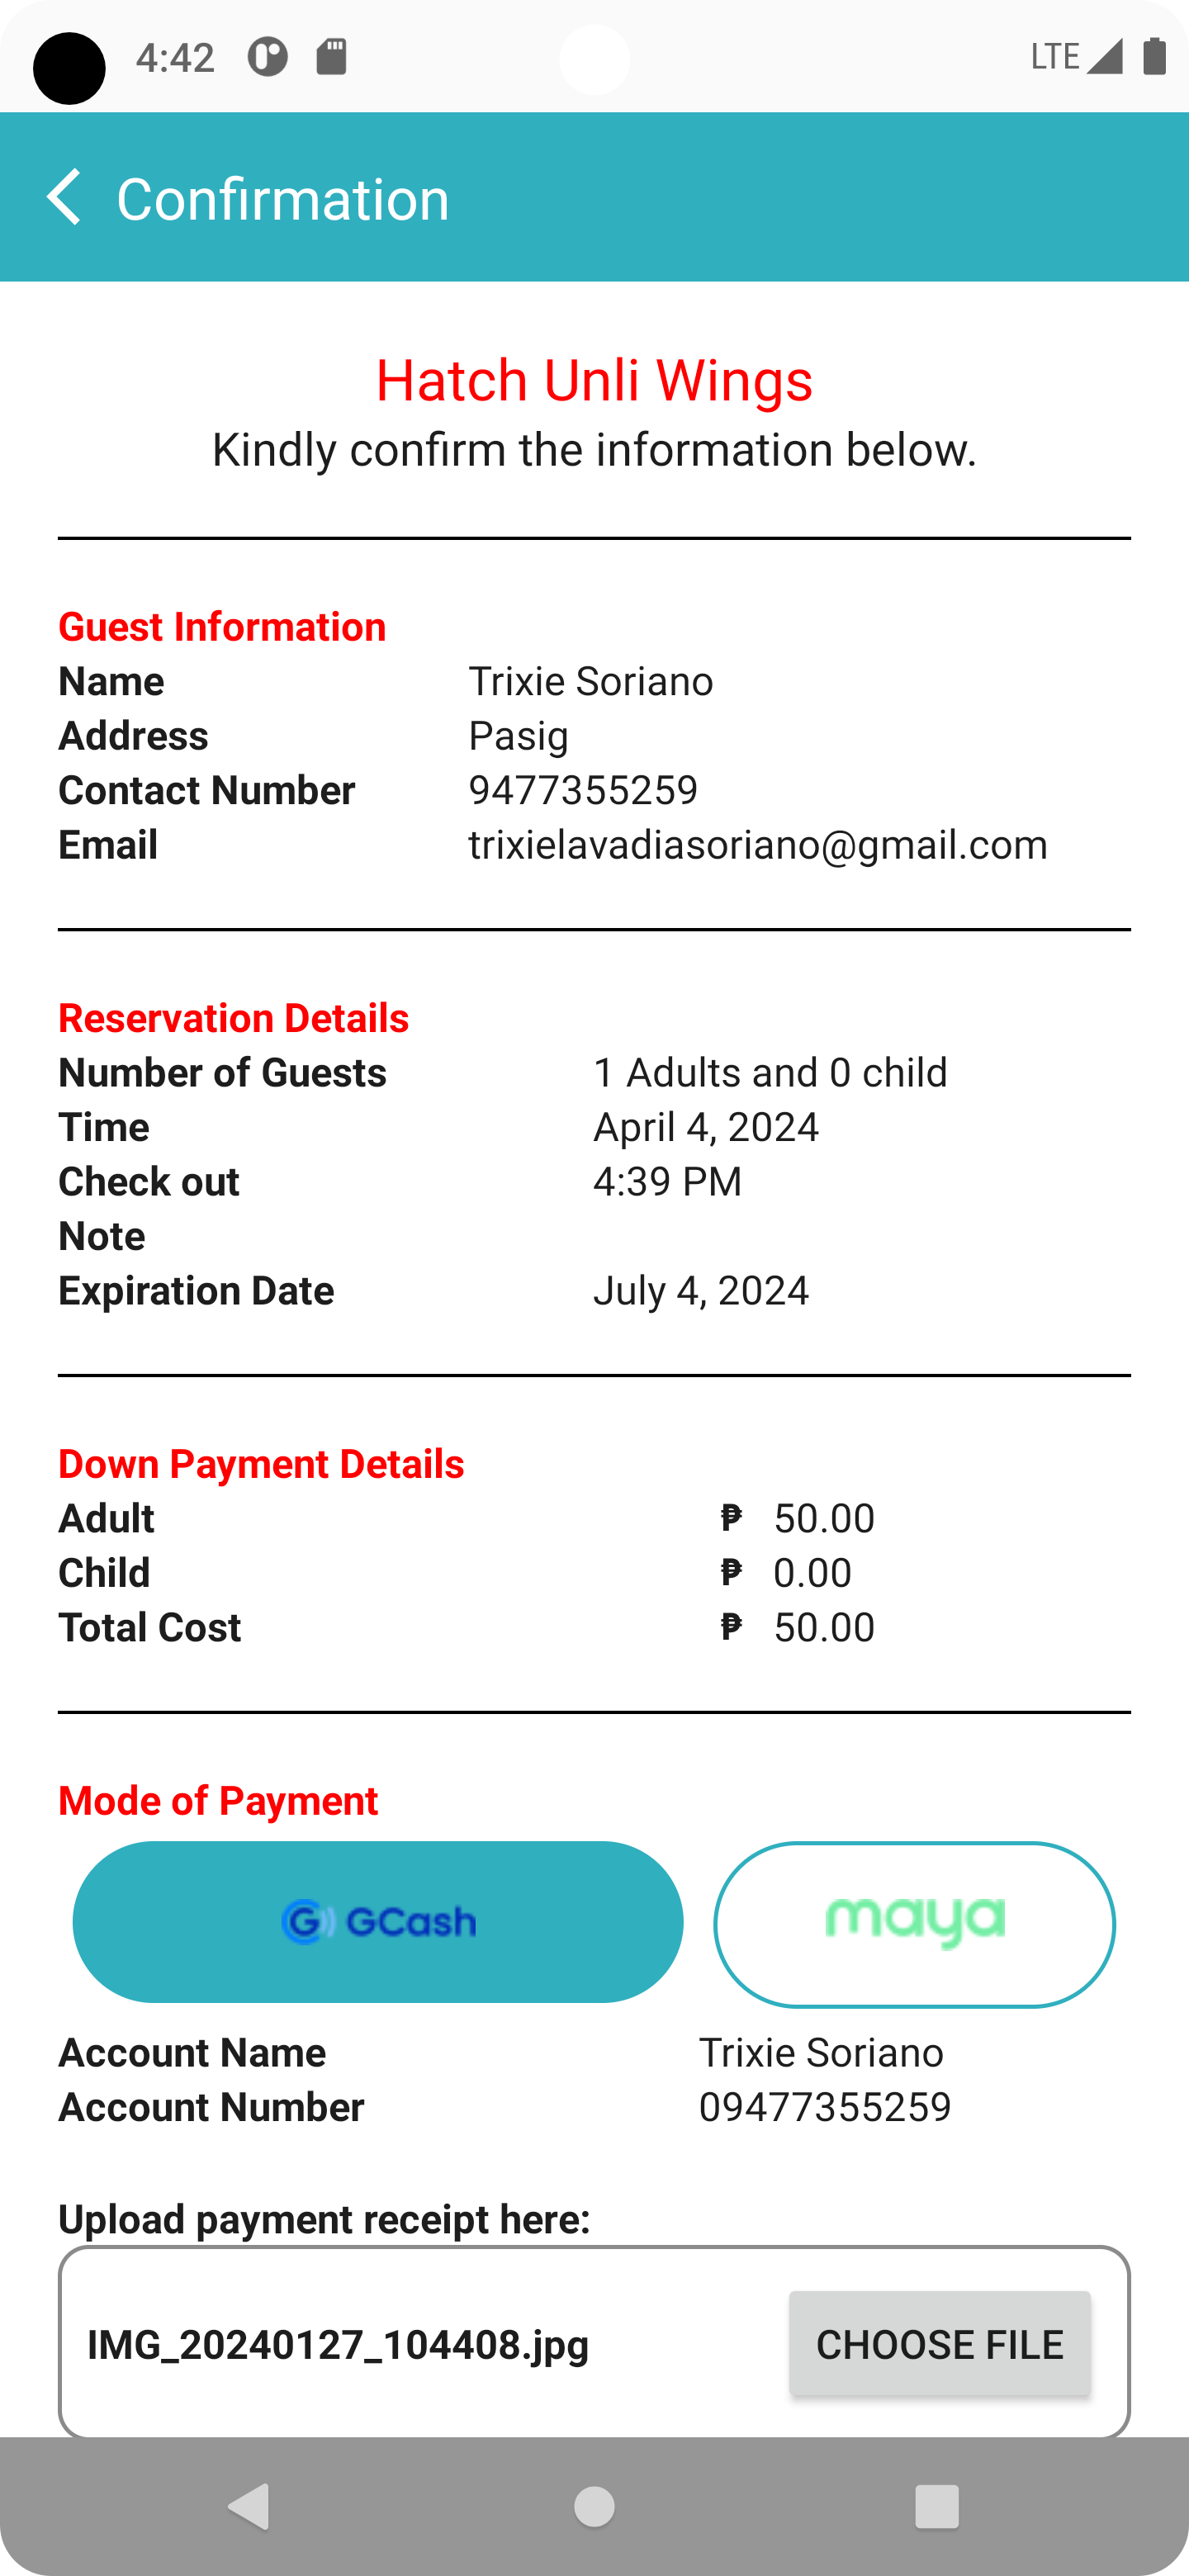 4:42 LTE
Confirmation
Hatch Unli Wings
Kindly confirm the information below.
Guest Information
Name Trixie Soriano
Address Pasig
Contact Number 9477355259
Email trixielavadiasoriano@gmail.com
Reservation Details
Number of Guests 1 Adults and 0 child
Time April 4, 2024
Check out 4:39 PM
Note
Expiration Date July 4, 2024
Down Payment Details
Adult ₱ 50.00
Child ₱ 0.00
Total Cost ₱ 50.00
Mode of Payment
G GCash maya
Account Name Trixie Soriano
Account Number 09477355259
Upload payment receipt here:
IMG_20240127_104408.jpg CHOOSE FILE